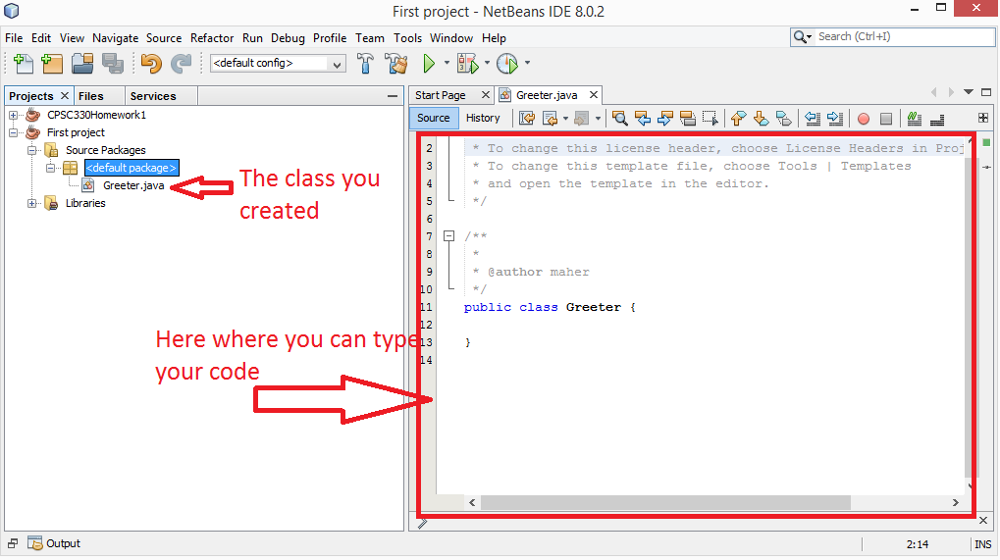 First project - NetBeans IDE 8.0.2
File Edit View Navigate Source Refactor Run Debug Profile Team Tools Window Help
Search (Ctrl+I)
<default config>
Projects Files Services
CPSC330Homework1
First project
Source Packages
<default package>
Greeter.java
Libraries
The class you
created
Here where you can type
your code
Start Page Greeter.java
Source History
2 * To change this license header, choose License Headers in Proj
3 * To change this template file, choose Tools | Templates
4 * and open the template in the editor.
5 */
6
7 /**
8 *
9 * @author maher
10 */
11 public class Greeter {
12
13 }
14
Output
2:14 INS